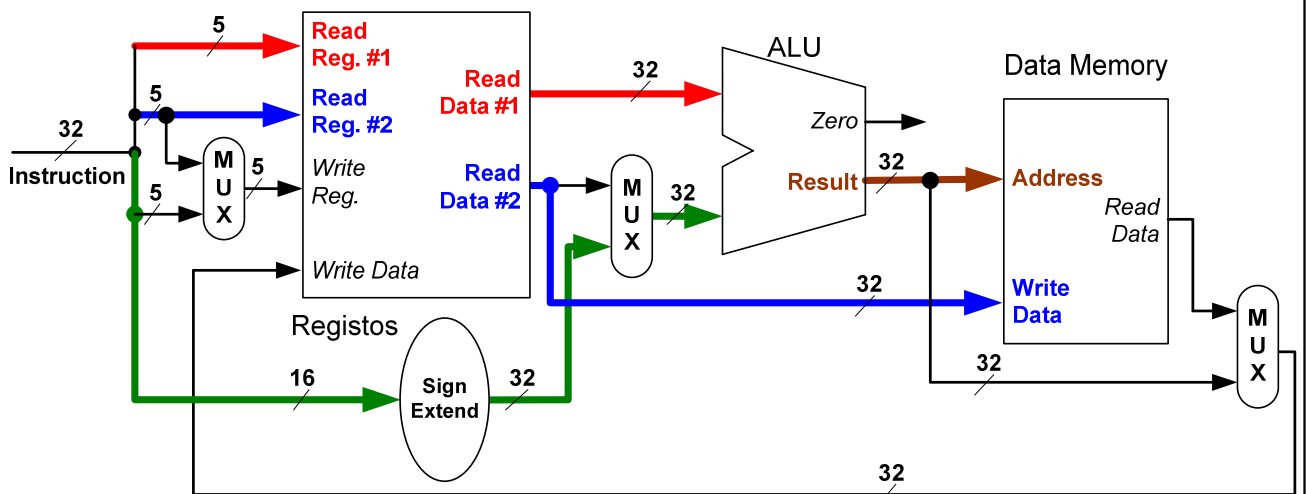 32
Instruction
5
5
5
M
U
X
5
Read
Reg. #1
Read
Reg. #2
Write
Reg.
Write Data
Read
Data #1
Read
Data #2
Registos
16
Sign
Extend
32
32
M
U
X
32
ALU
Zero
Result
32
32
Data Memory
Address
Read
Data
Write
Data
32
M
U
X
32